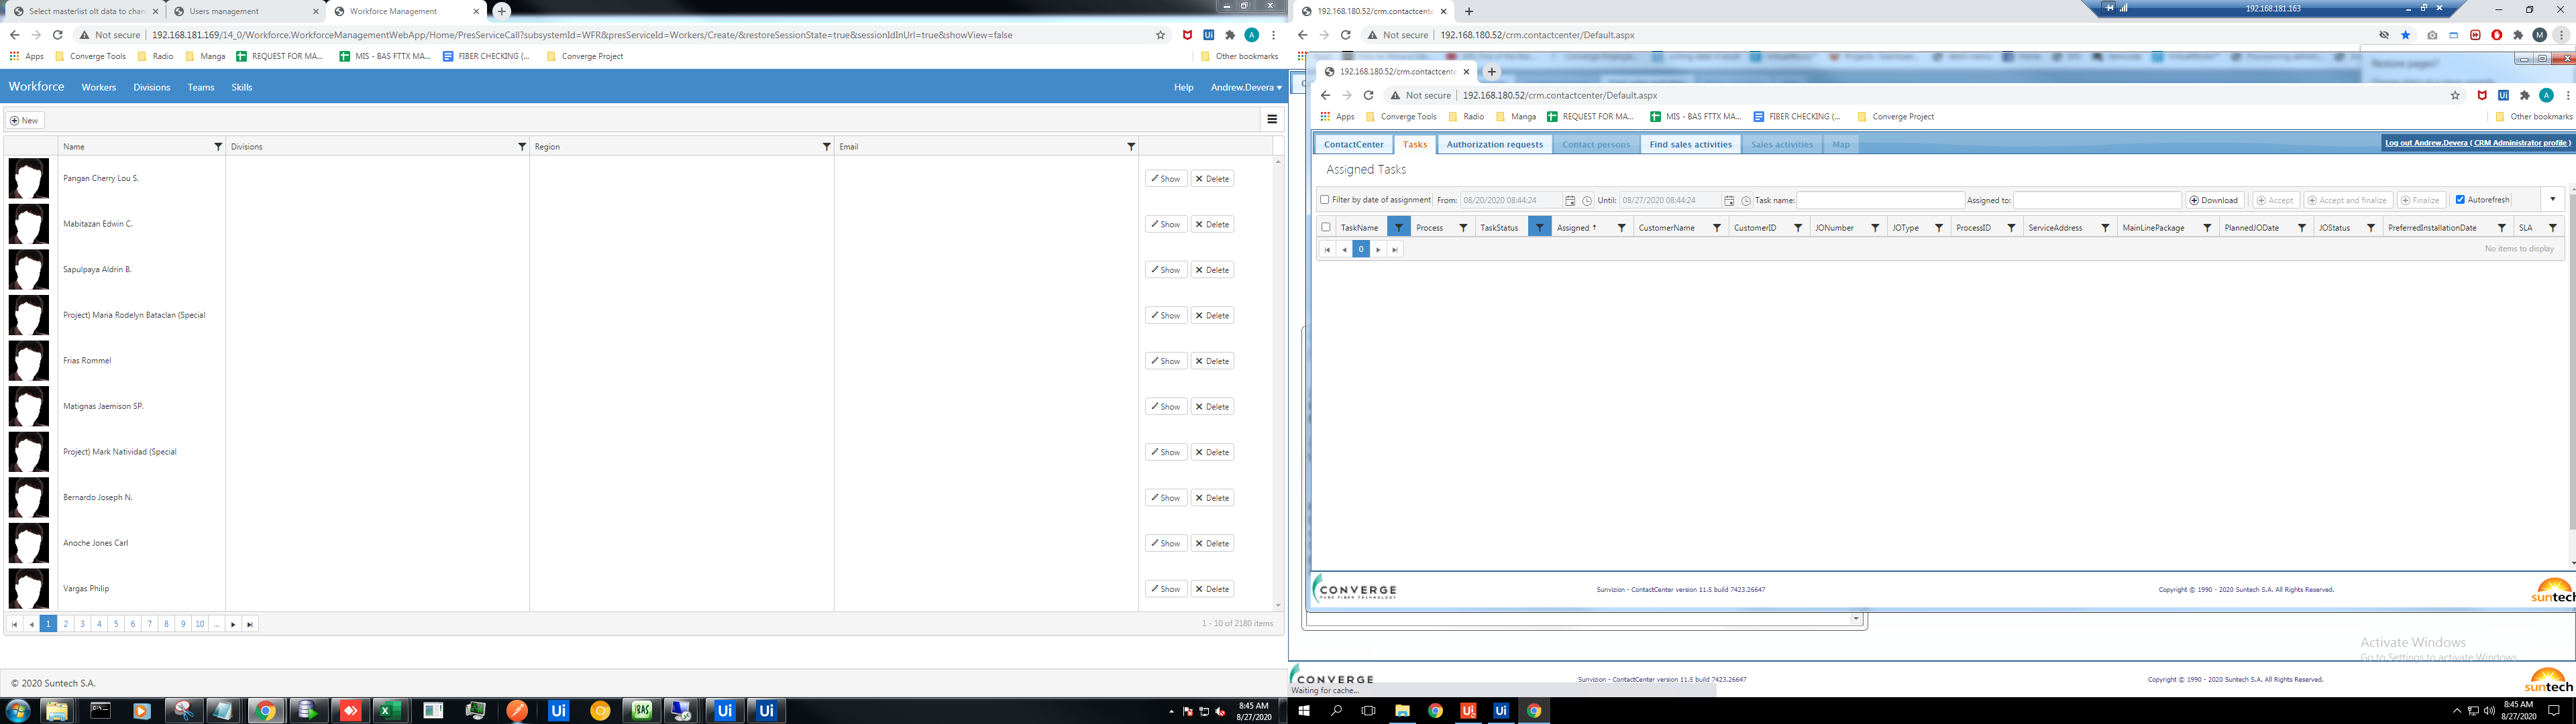 Select masterlist olt data to chan
Users management
Workforce Management
Not secure
192.168.181.169/14_0/Workforce.WorkforceManagementWebApp/Home/PresServiceCall?subsystemId=WFR&presServiceId=Workers/Create/&restoreSessionState=true&sessionIdInUrl=true&showView=false
Apps
Converge Tools
Radio
Manga
REQUEST FOR MA...
MIS - BAS FTTX MA...
FIBER CHECKING (...
Converge Project
Other bookmarks
Workforce
Workers
Divisions
Teams
Skills
Help
Andrew.Devera
New
Name
Divisions
Region
Email
Pangan Cherry Lou S.
Show
Delete
Mabitazan Edwin C.
Show
Delete
Sapulpaya Aldrin B.
Show
Delete
Project) Maria Rodelyn Bataclan (Special
Show
Delete
Frias Rommel
Show
Delete
Matignas Jaemison SP.
Show
Delete
Project) Mark Natividad (Special
Show
Delete
Bernardo Joseph N.
Show
Delete
Anoche Jones Carl
Show
Delete
Vargas Philip
Show
Delete
1 2 3 4 5 6 7 8 9 10 ...
1 - 10 of 2180 items
© 2020 Suntech S.A.
8:45 AM
8/27/2020
192.168.180.52/crm.contactcente
192.168.181.163
Not secure
192.168.180.52/crm.contactcenter/Default.aspx
192.168.180.52/crm.contactcente
Not secure
192.168.180.52/crm.contactcenter/Default.aspx
Apps
Converge Tools
Radio
Manga
REQUEST FOR MA...
MIS - BAS FTTX MA...
FIBER CHECKING (...
Converge Project
Other bookmarks
ContactCenter
Tasks
Authorization requests
Contact persons
Find sales activities
Sales activities
Map
Log out Andrew.Devera ( CRM Administrator profile )
Assigned Tasks
Filter by date of assignment
From:
08/20/2020 08:44:24
Until:
08/27/2020 08:44:24
Task name:
Assigned to:
Download
Accept
Accept and finalize
Finalize
Autorefresh
TaskName
Process
TaskStatus
Assigned
CustomerName
CustomerID
JONumber
JOType
ProcessID
ServiceAddress
MainLinePackage
PlannedJODate
JOStatus
PreferredInstallationDate
SLA
0
No items to display
CONVERGE
PURE FIBER TECHNOLOGY
Sunvizion - ContactCenter version 11.5 build 7423.26647
Copyright © 1990 - 2020 Suntech S.A. All Rights Reserved.
suntech
Activate Windows
Go to Settings to activate Windows.
CONVERGE
Sunvizion - ContactCenter version 11.5 build 7423.26647
Copyright © 1990 - 2020 Suntech S.A. All Rights Reserved.
suntech
Waiting for cache...
8:45 AM
8/27/2020